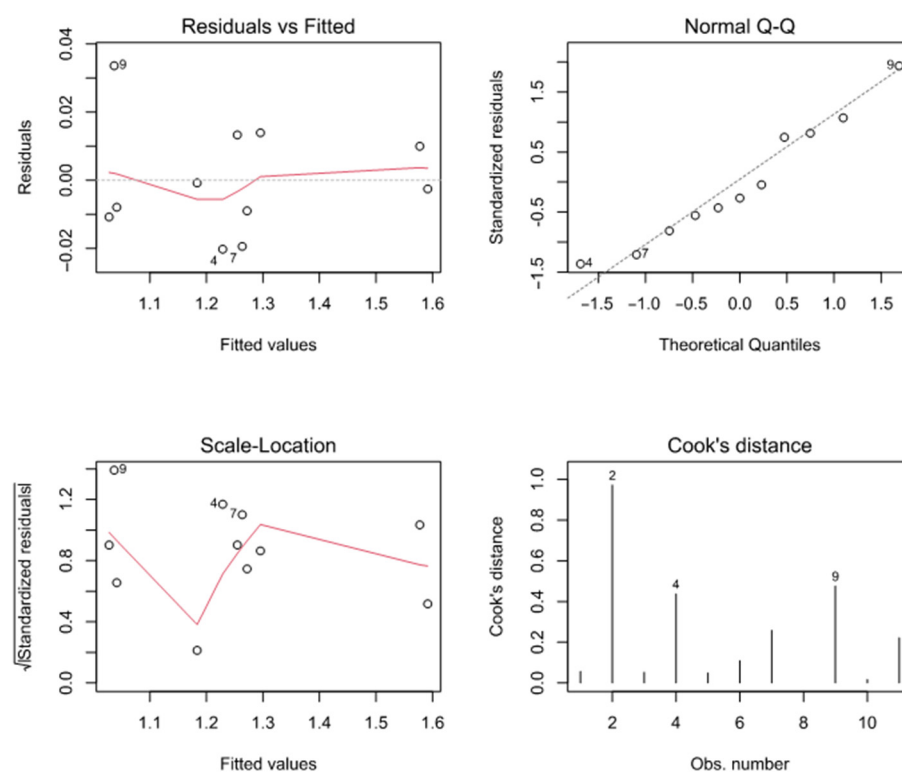 Residuals vs Fitted
Residuals
0.04
0.02
0.00
−0.02
9
4
7
1.1 1.2 1.3 1.4 1.5 1.6
Fitted values
Normal Q-Q
Standardized residuals
1.5
0.5
−0.5
−1.5
9
7
4
−1.5 −1.0 −0.5 0.0 0.5 1.0 1.5
Theoretical Quantiles
Scale-Location
√|Standardized residuals|
1.2
0.8
0.4
0.0
9
4
7
1.1 1.2 1.3 1.4 1.5 1.6
Fitted values
Cook's distance
Cook's distance
1.0
0.8
0.6
0.4
0.2
0.0
2
4
9
2 4 6 8 10
Obs. number